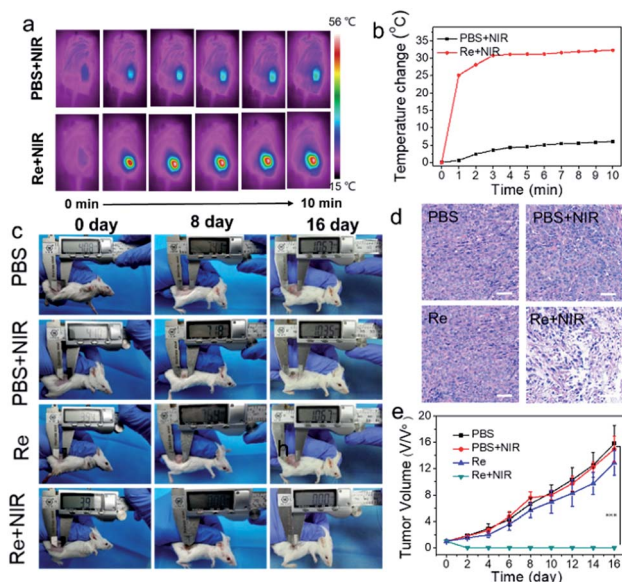 a
56 ℃
PBS+NIR
Re+NIR
15 ℃
0 min
10 min
b
Temperature change (°C)
35
30
25
20
15
10
5
0
PBS+NIR
Re+NIR
0 1 2 3 4 5 6 7 8 9 10
Time (min)
c
0 day 8 day 16 day
PBS
PBS+NIR
Re
h
Re+NIR
d
PBS
PBS+NIR
Re
Re+NIR
e
Tumor Volume (V/V₀)
20
16
12
8
4
0
PBS
PBS+NIR
Re
Re+NIR
***
0 2 4 6 8 10 12 14 16
Time (day)